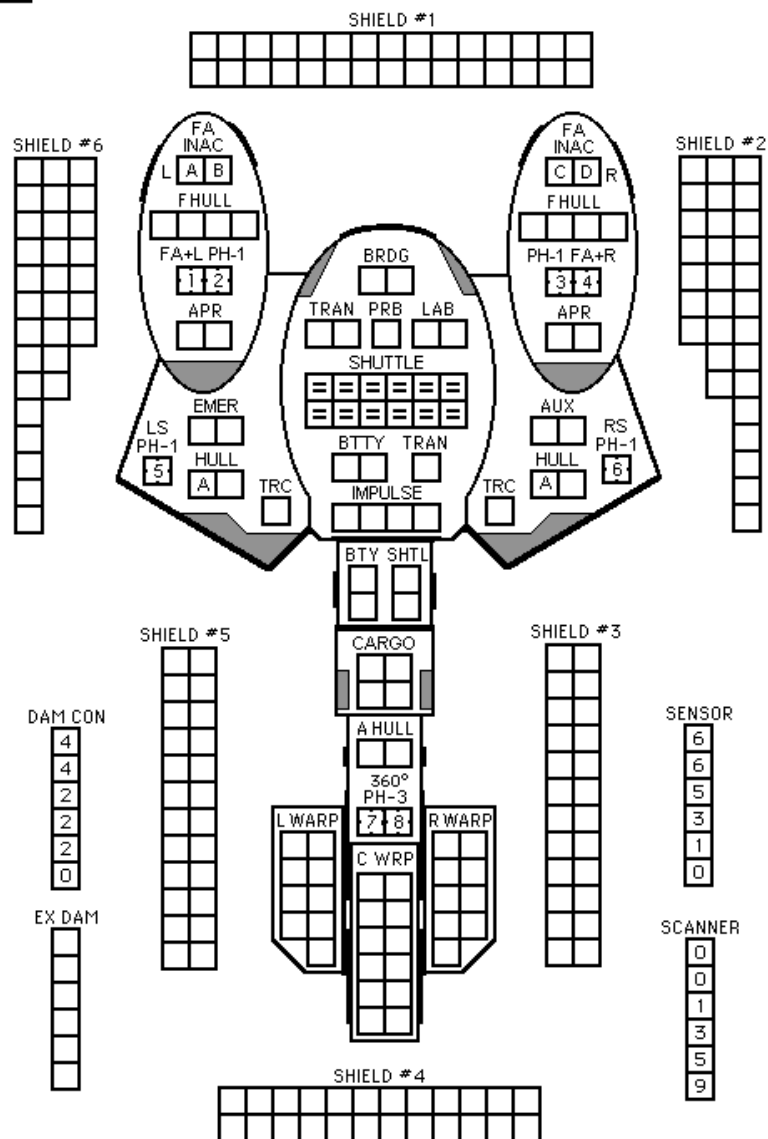 SHIELD #1
SHIELD #6
FA
INAC
L A B
F HULL
FA+L PH-1
1 2
APR
FA
INAC
C D R
F HULL
PH-1 FA+R
3 4
APR
SHIELD #2
BRDG
TRAN PRB LAB
SHUTTLE
BTTY TRAN
IMPULSE
EMER
LS
PH-1
5
HULL
A
TRC
AUX
RS
PH-1
6
HULL
A
TRC
BTY SHTL
CARGO
A HULL
360°
PH-3
7 8
L WARP
R WARP
C WRP
SHIELD #5
SHIELD #3
DAM CON
4
4
2
2
2
0
EX DAM
SENSOR
6
6
5
3
1
0
SCANNER
0
0
1
3
5
9
SHIELD #4